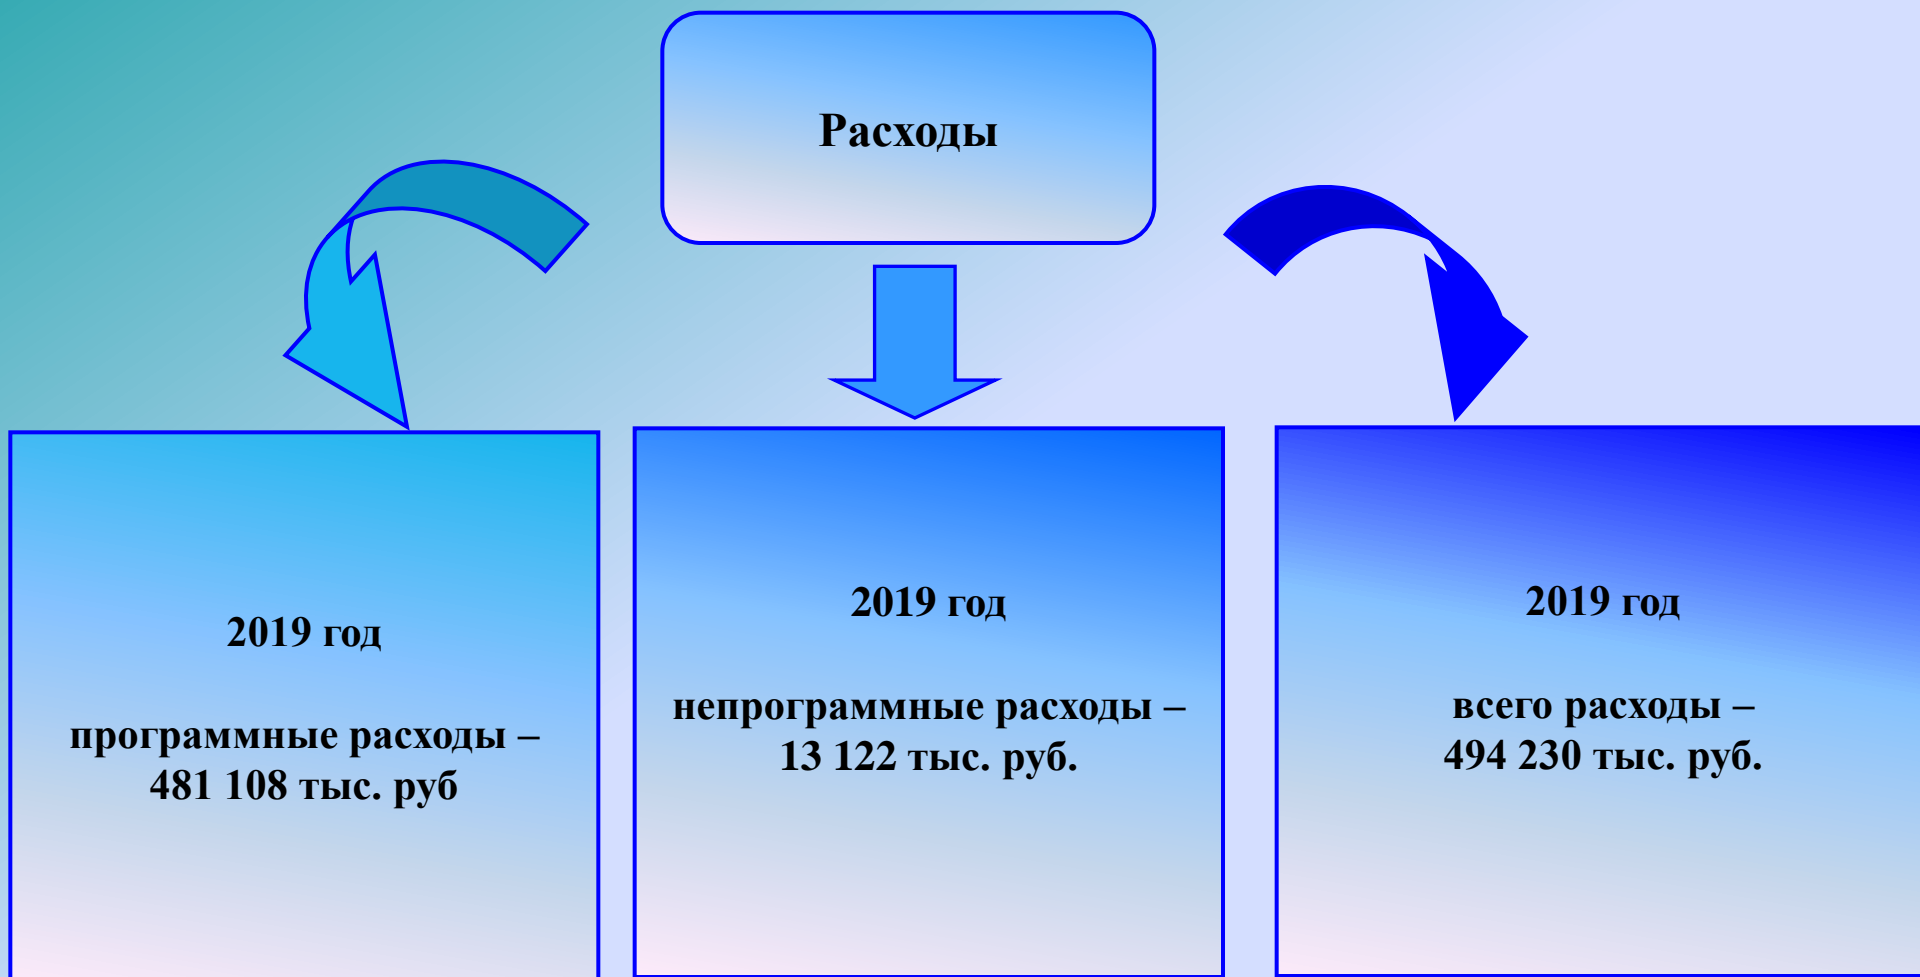 Расходы
2019 год
программные расходы –
481 108 тыс. руб
2019 год
непрограммные расходы –
13 122 тыс. руб.
2019 год
всего расходы –
494 230 тыс. руб.